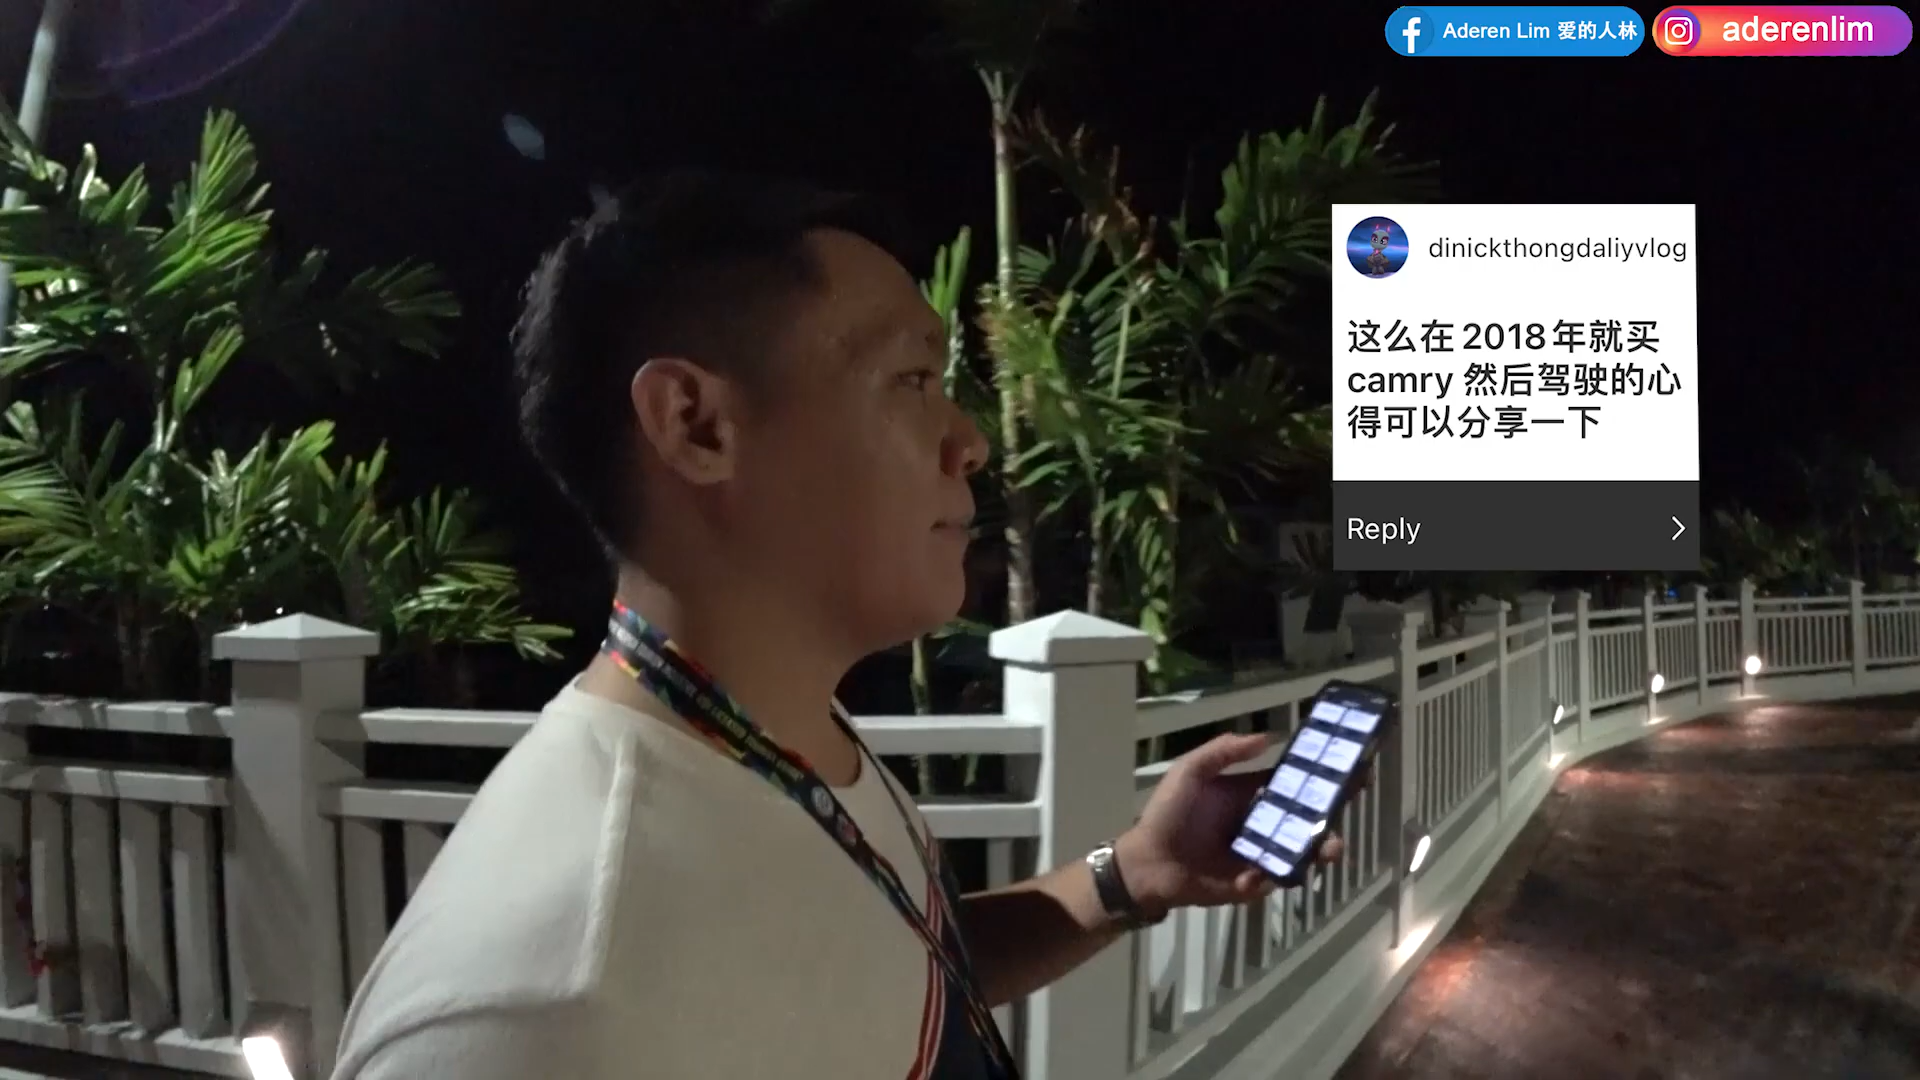 Aderen Lim 爱的人林
aderenlim
dinickthongdaliyvlog
这么在2018年就买
camry 然后驾驶的心
得可以分享一下
Reply